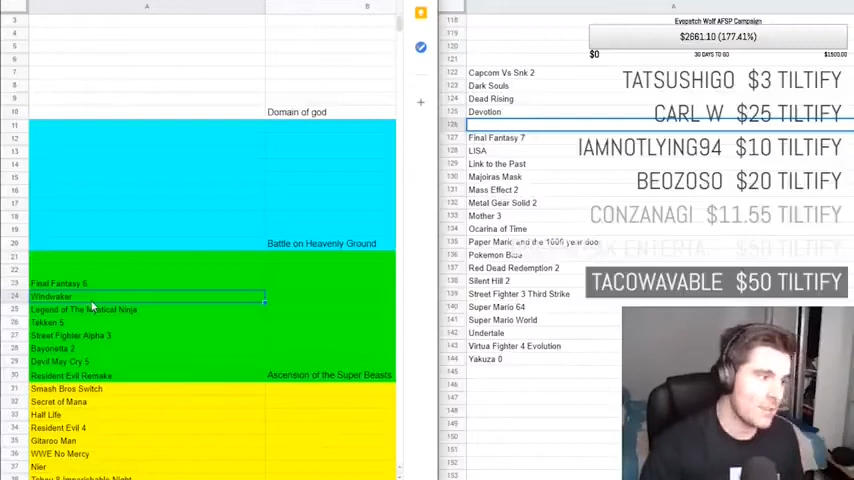 A
B
A
3
4
5
6
7
8
9
10 Domain of god
11
12
13
14
15
16
17
18
19
20 Battle on Heavenly Ground
21
22
23 Final Fantasy 6
24 Windwaker
25 Legend of The Mystical Ninja
26 Tekken 5
27 Street Fighter Alpha 3
28 Bayonetta 2
29 Devil May Cry 5
30 Resident Evil Remake Ascension of the Super Beasts
31 Smash Bros Switch
32 Secret of Mana
33 Half Life
34 Resident Evil 4
35 Gitaroo Man
36 WWE No Mercy
37 Nier
118
119
120
121
122 Capcom Vs Snk 2
123 Dark Souls
124 Dead Rising
125 Devotion
126
127 Final Fantasy 7
128 LISA
129 Link to the Past
130 Majoiras Mask
131 Mass Effect 2
132 Metal Gear Solid 2
133 Mother 3
134 Ocarina of Time
135 Paper Mario and the 1000 year doo
136 Pokemon Blue
137 Red Dead Redemption 2
138 Silent Hill 2
139 Street Fighter 3 Third Strike
140 Super Mario 64
141 Super Mario World
142 Undertale
143 Virtua Fighter 4 Evolution
144 Yakuza 0
145
146
147
148
149
150
151
152
153
Eyepatch Wolf AFSP Campaign
$2661.10 (177.41%)
$0 30 DAYS TO GO $1500.00
TATSUSHIGO $3 TILTIFY
CARL W $25 TILTIFY
IAMNOTLYING94 $10 TILTIFY
BEOZOSO $20 TILTIFY
CONZANAGI $11.55 TILTIFY
TACOWAVABLE $50 TILTIFY